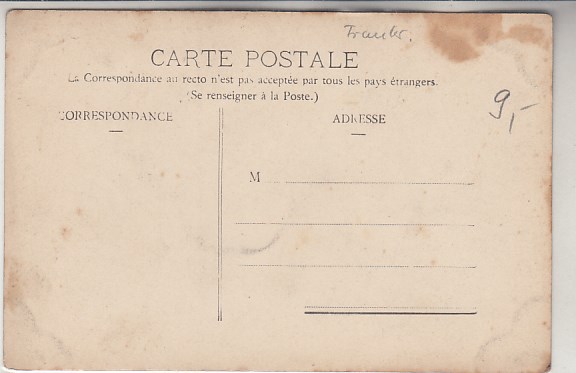 CARTE POSTALE
La Correspondance au recto n'est pas acceptée par tous les pays étrangers.
(Se renseigner à la Poste.)
CORRESPONDANCE
ADRESSE
M
9,-